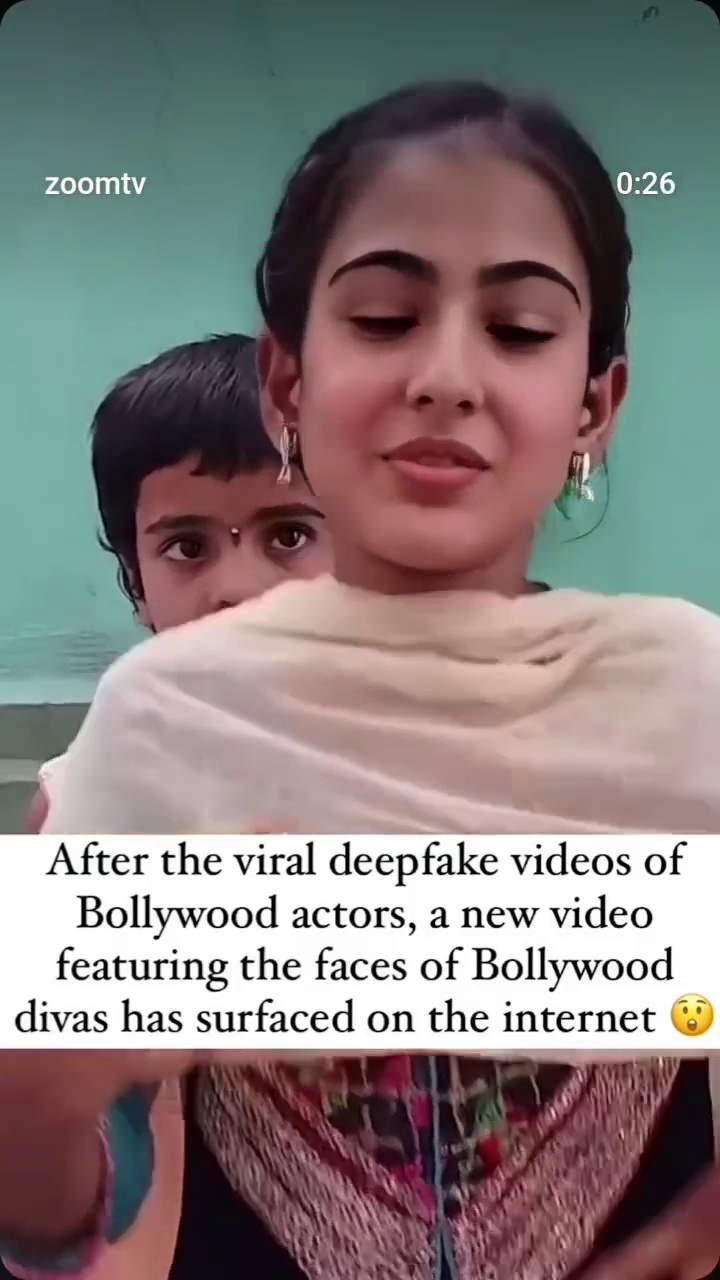 zoomtv
0:26
After the viral deepfake videos of
Bollywood actors, a new video
featuring the faces of Bollywood
divas has surfaced on the internet 😲